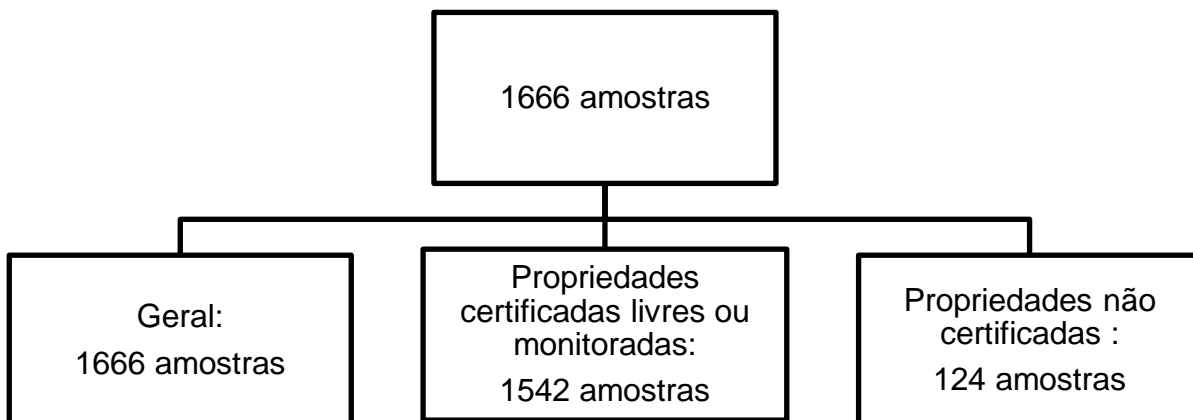 1666 amostras
Geral:
1666 amostras
Propriedades
certificadas livres ou
monitoradas:
1542 amostras
Propriedades não
certificadas :
124 amostras